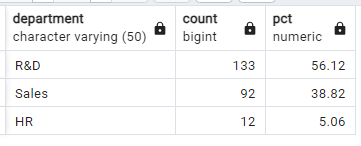 department count pct
character varying (50) bigint numeric
R&D 133 56.12
Sales 92 38.82
HR 12 5.06